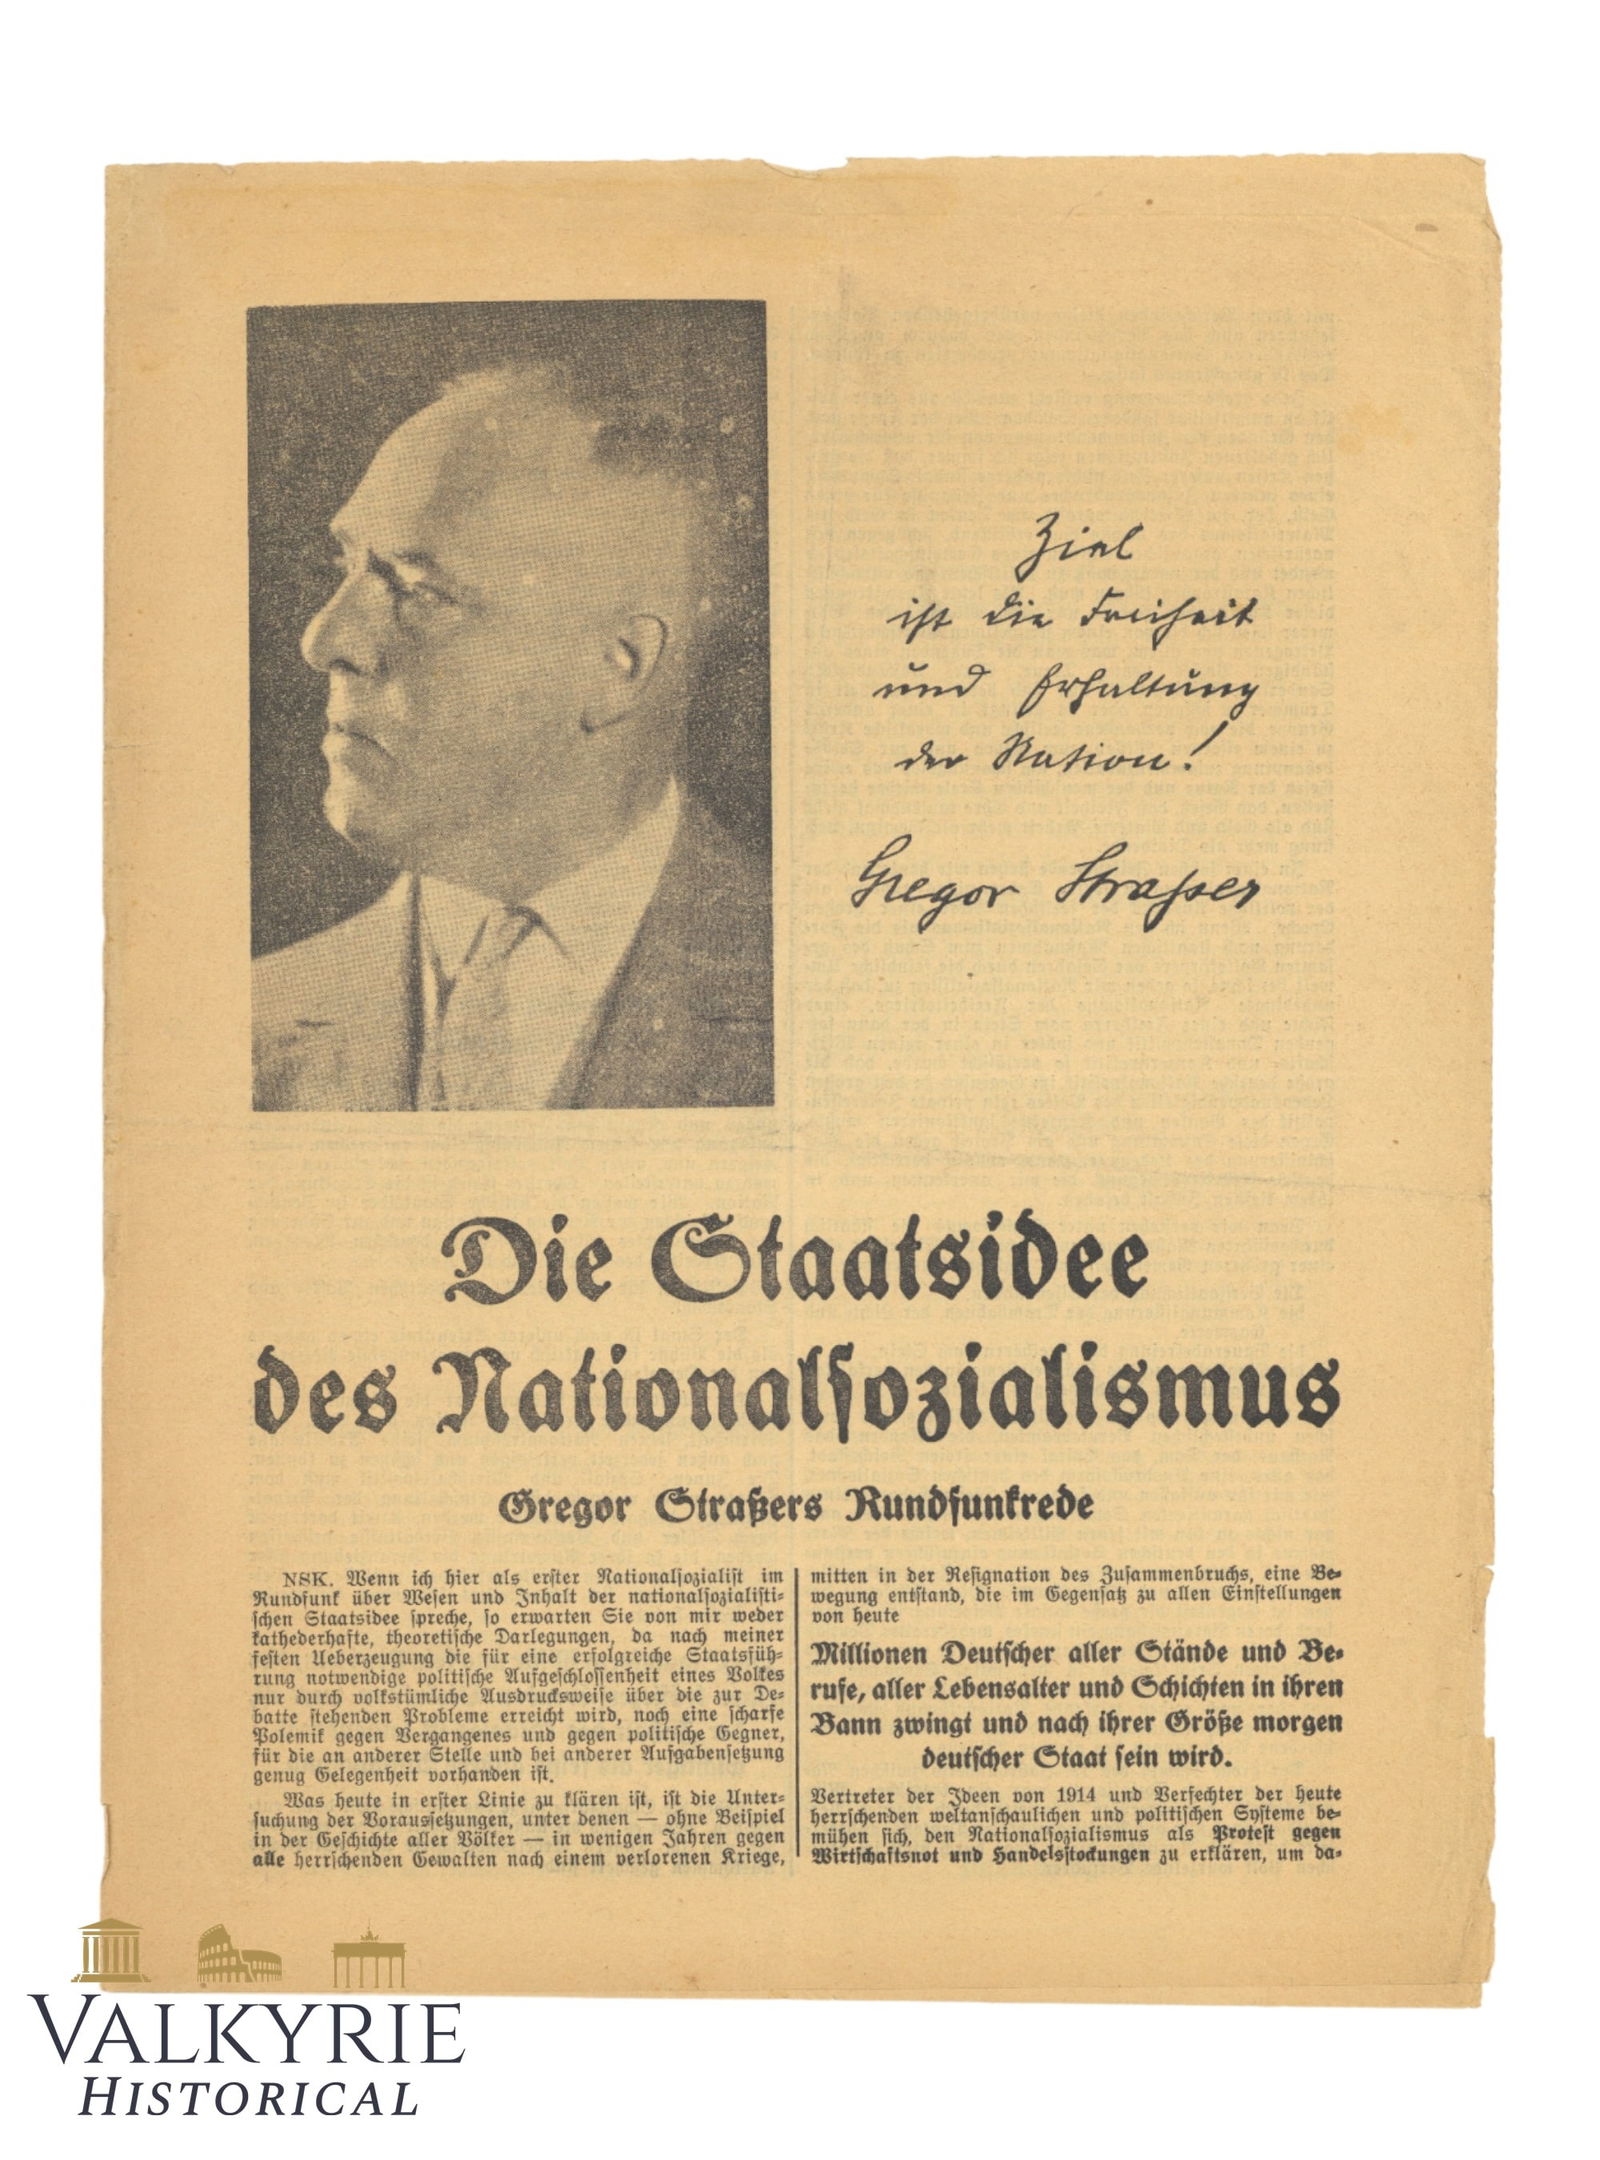 Ziel
ist die Freiheit
und Erhaltung
der Nation!
Gregor Strasser
Die Staatsidee
des Nationalsozialismus
Gregor Straßers Rundfunkrede
NSK. Wenn ich hier als erster Nationalsozialist im
Rundfunk über Wesen und Inhalt der nationalsozialisti-
schen Staatsidee spreche, so erwarten Sie von mir weder
kathederhafte, theoretische Darlegungen, da nach meiner
festen Ueberzeugung die für eine erfolgreiche Staatsfüh-
rung notwendige politische Aufgeschlossenheit eines Volkes
nur durch volkstümliche Ausdrucksweise über die zur De-
batte stehenden Probleme erreicht wird, noch eine scharfe
Polemik gegen Vergangenes und gegen politische Gegner,
für die an anderer Stelle und bei anderer Aufgabensetzung
genug Gelegenheit vorhanden ist.
Was heute in erster Linie zu klären ist, ist die Unter-
suchung der Voraussetzungen, unter denen — ohne Beispiel
in der Geschichte aller Völker — in wenigen Jahren gegen
alle herrschenden Gewalten nach einem verlorenen Kriege,
mitten in der Resignation des Zusammenbruchs, eine Be-
wegung entstand, die im Gegensatz zu allen Einstellungen
von heute
Millionen Deutscher aller Stände und Be-
rufe, aller Lebensalter und Schichten in ihren
Bann zwingt und nach ihrer Größe morgen
deutscher Staat sein wird.
Vertreter der Ideen von 1914 und Verfechter der heute
herrschenden weltanschaulichen und politischen Systeme be-
mühen sich, den Nationalsozialismus als Protest gegen
Wirtschaftsnot und Handelsstockungen zu erklären, um da-
VALKYRIE
HISTORICAL